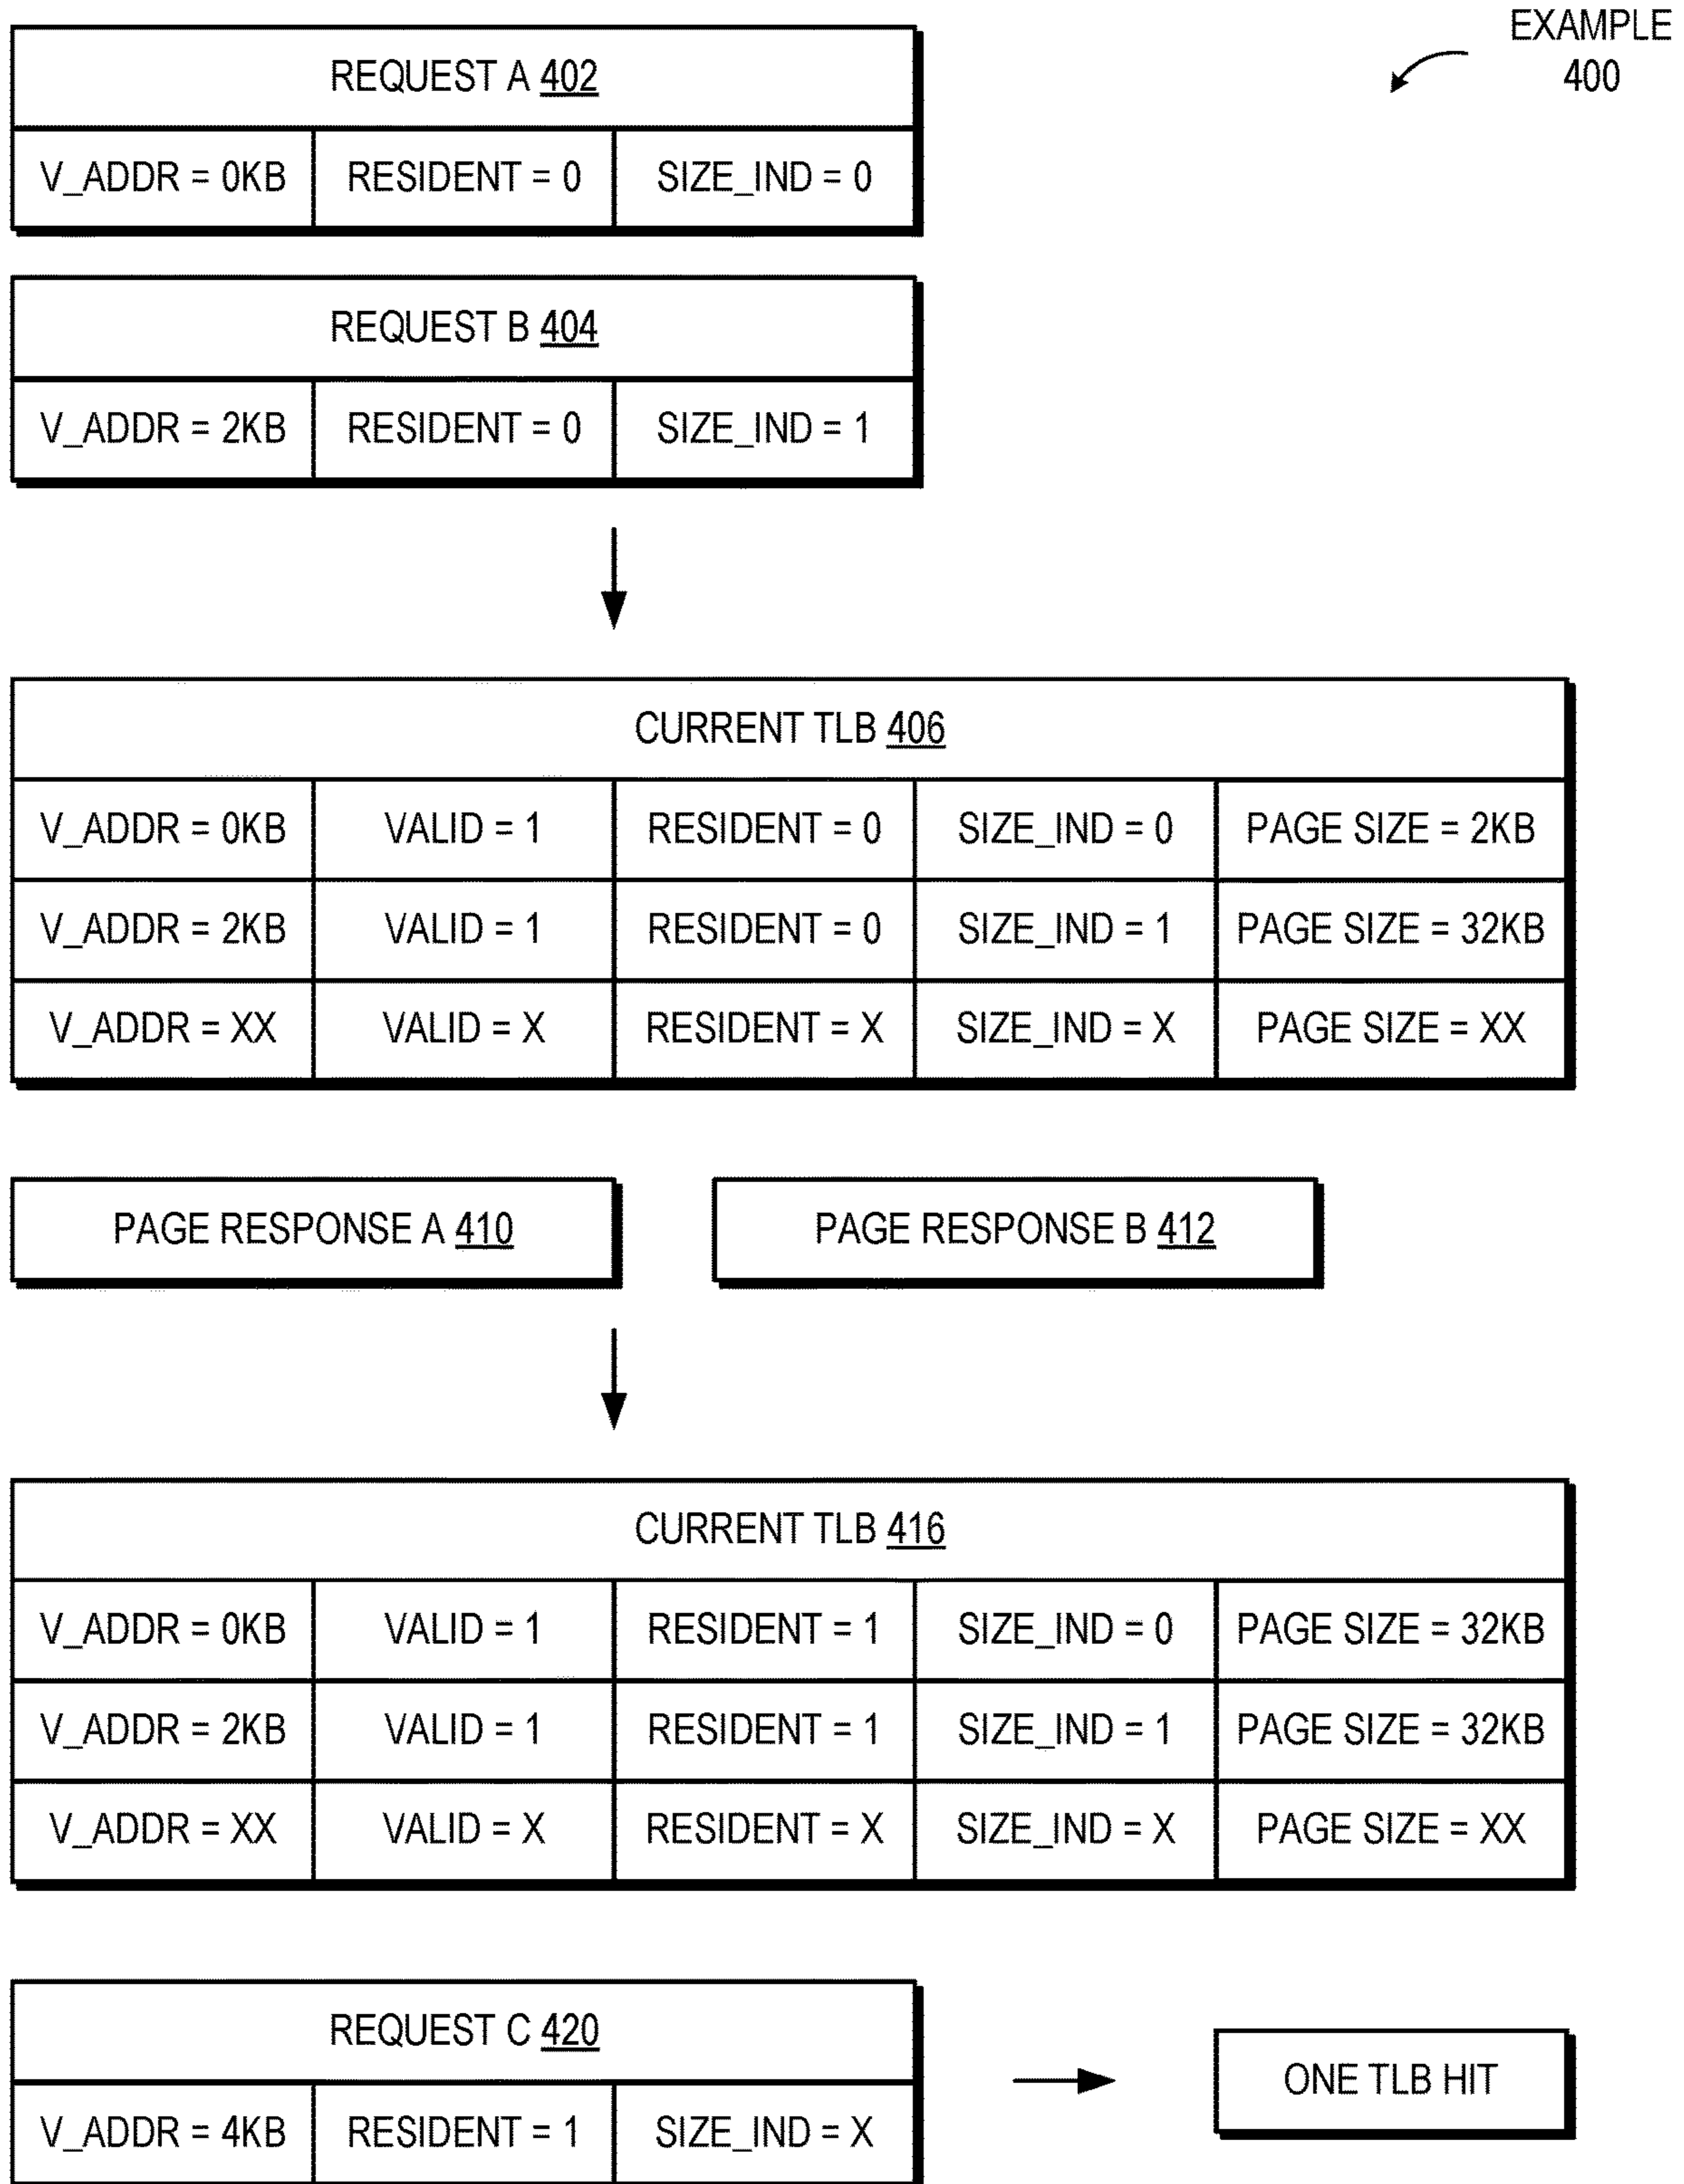 EXAMPLE
400
REQUEST A 402
V_ADDR = 0KB RESIDENT = 0 SIZE_IND = 0
REQUEST B 404
V_ADDR = 2KB RESIDENT = 0 SIZE_IND = 1
CURRENT TLB 406
V_ADDR = 0KB VALID = 1 RESIDENT = 0 SIZE_IND = 0 PAGE SIZE = 2KB
V_ADDR = 2KB VALID = 1 RESIDENT = 0 SIZE_IND = 1 PAGE SIZE = 32KB
V_ADDR = XX VALID = X RESIDENT = X SIZE_IND = X PAGE SIZE = XX
PAGE RESPONSE A 410 PAGE RESPONSE B 412
CURRENT TLB 416
V_ADDR = 0KB VALID = 1 RESIDENT = 1 SIZE_IND = 0 PAGE SIZE = 32KB
V_ADDR = 2KB VALID = 1 RESIDENT = 1 SIZE_IND = 1 PAGE SIZE = 32KB
V_ADDR = XX VALID = X RESIDENT = X SIZE_IND = X PAGE SIZE = XX
REQUEST C 420
V_ADDR = 4KB RESIDENT = 1 SIZE_IND = X
ONE TLB HIT